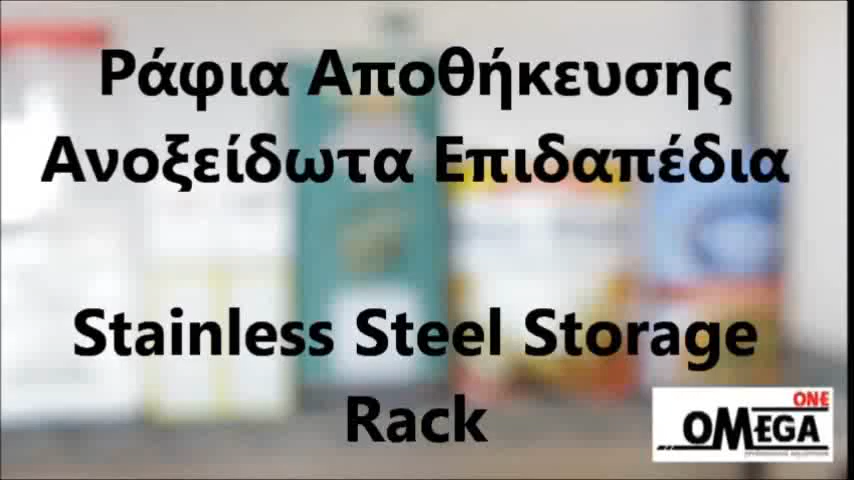 Ράφια Αποθήκευσης
Ανοξείδωτα Επιδαπέδια
Stainless Steel Storage
Rack
ONE
OMEGA